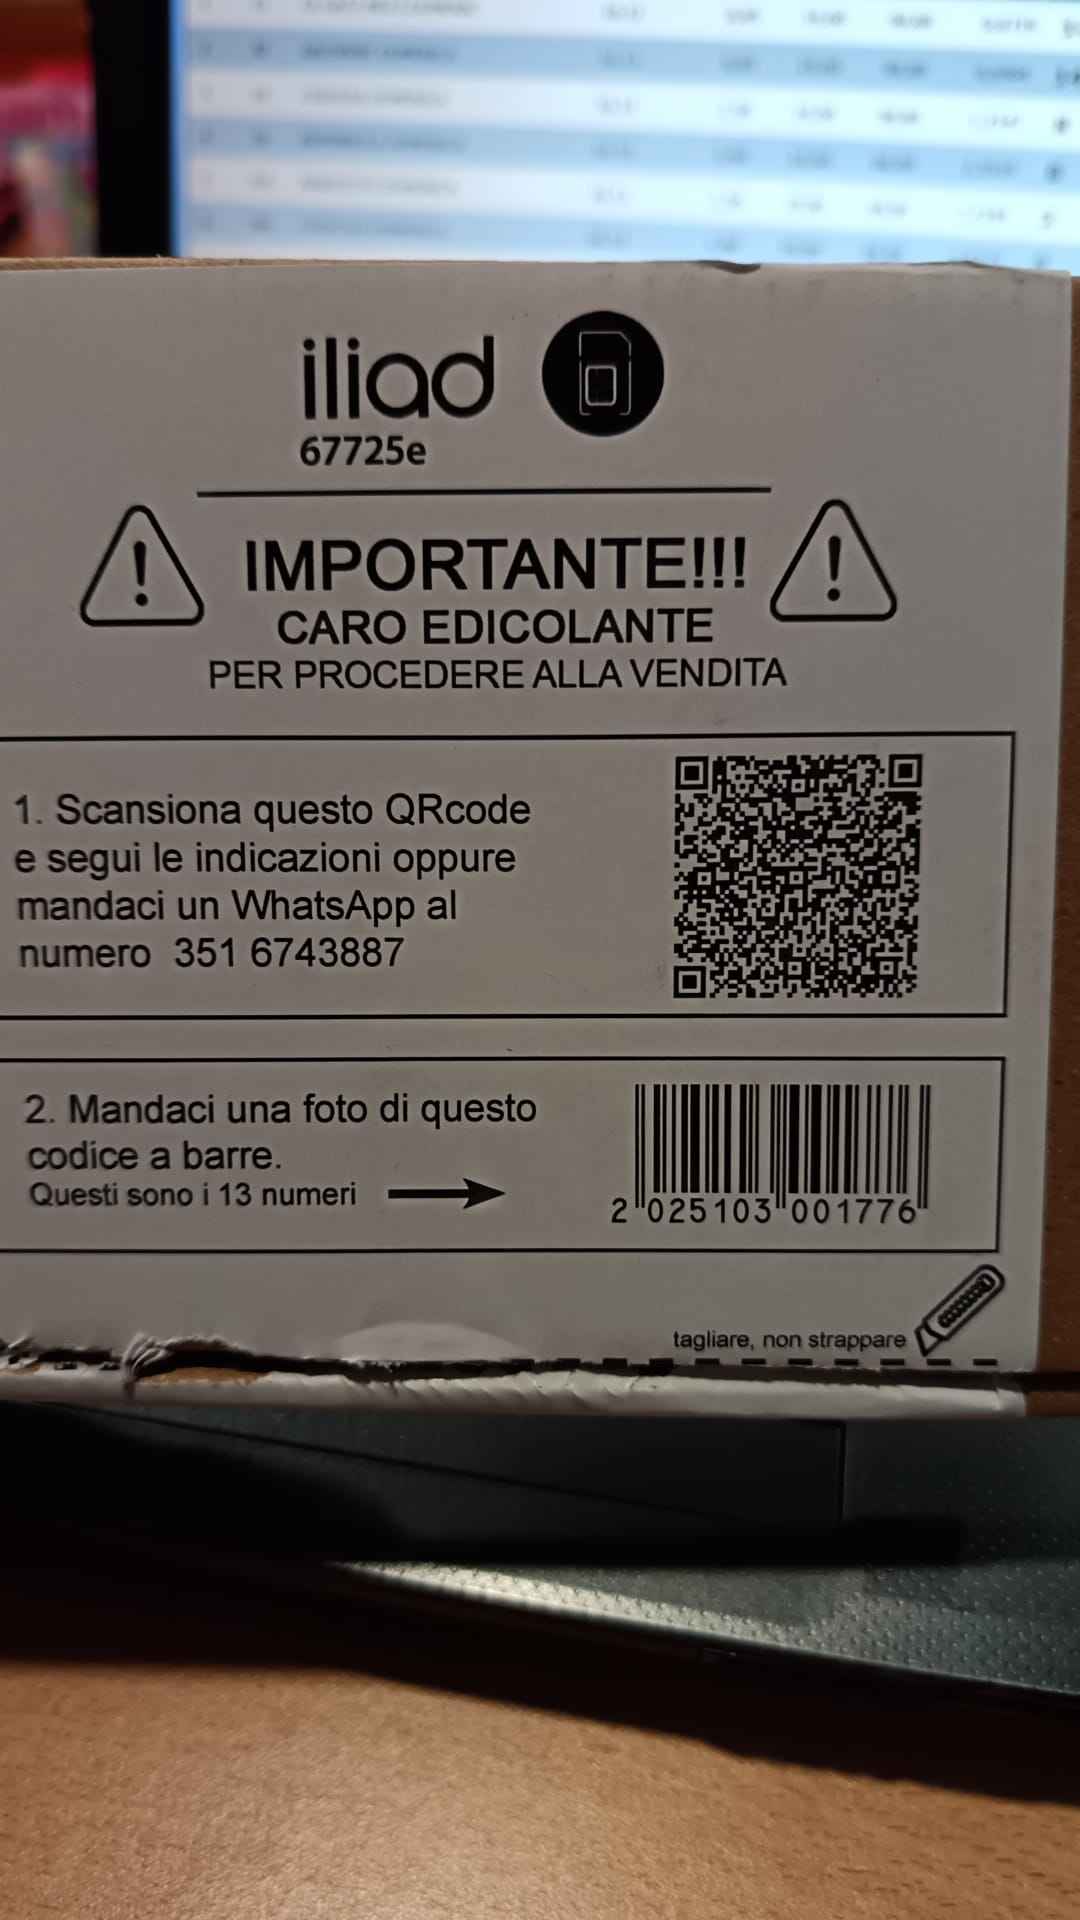 iliad
67725e
IMPORTANTE!!!
CARO EDICOLANTE
PER PROCEDERE ALLA VENDITA
1. Scansiona questo QRcode
e segui le indicazioni oppure
mandaci un WhatsApp al
numero 351 6743887
2. Mandaci una foto di questo
codice a barre.
Questi sono i 13 numeri
2 025103 001776
tagliare, non strappare